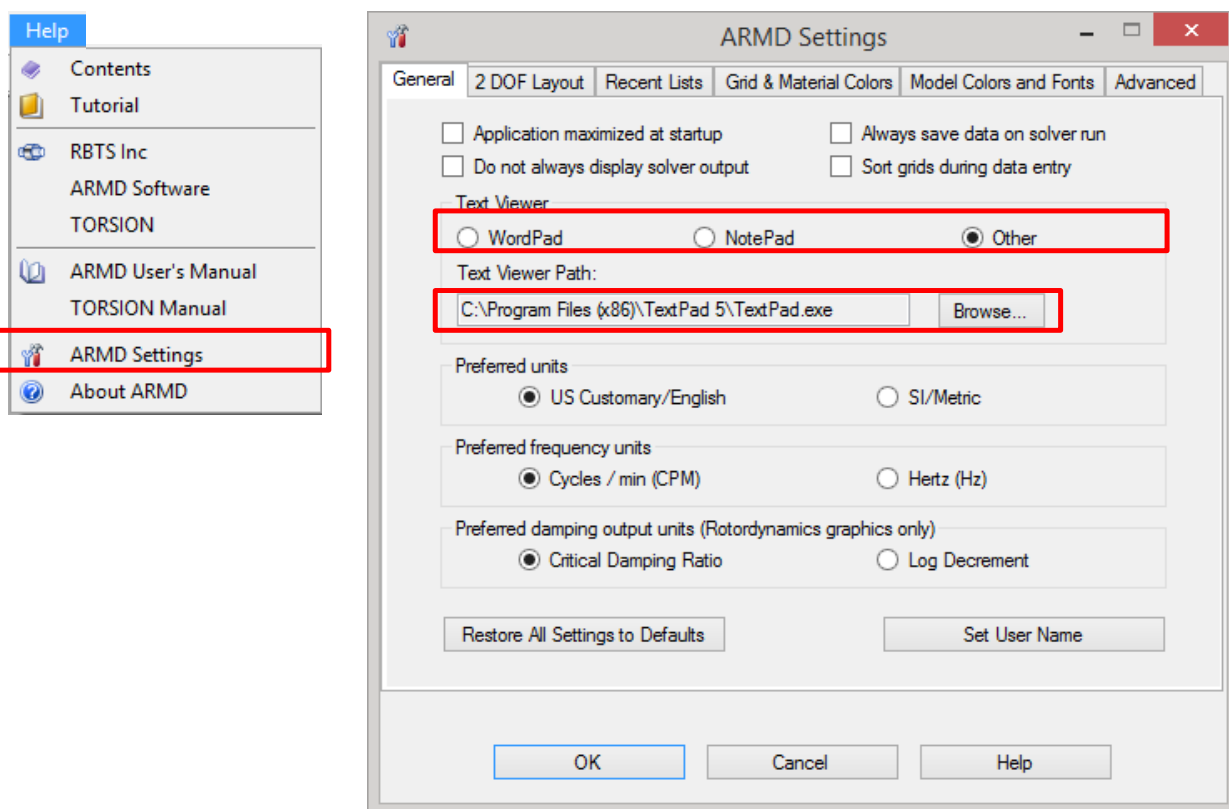 Help
Contents
Tutorial
RBTS Inc
ARMD Software
TORSION
ARMD User's Manual
TORSION Manual
ARMD Settings
About ARMD
ARMD Settings
General 2 DOF Layout Recent Lists Grid & Material Colors Model Colors and Fonts Advanced
Application maximized at startup Always save data on solver run
Do not always display solver output Sort grids during data entry
Text Viewer
WordPad NotePad Other
Text Viewer Path:
C:\Program Files (x86)\TextPad 5\TextPad.exe Browse...
Preferred units
US Customary/English SI/Metric
Preferred frequency units
Cycles / min (CPM) Hertz (Hz)
Preferred damping output units (Rotordynamics graphics only)
Critical Damping Ratio Log Decrement
Restore All Settings to Defaults Set User Name
OK Cancel Help